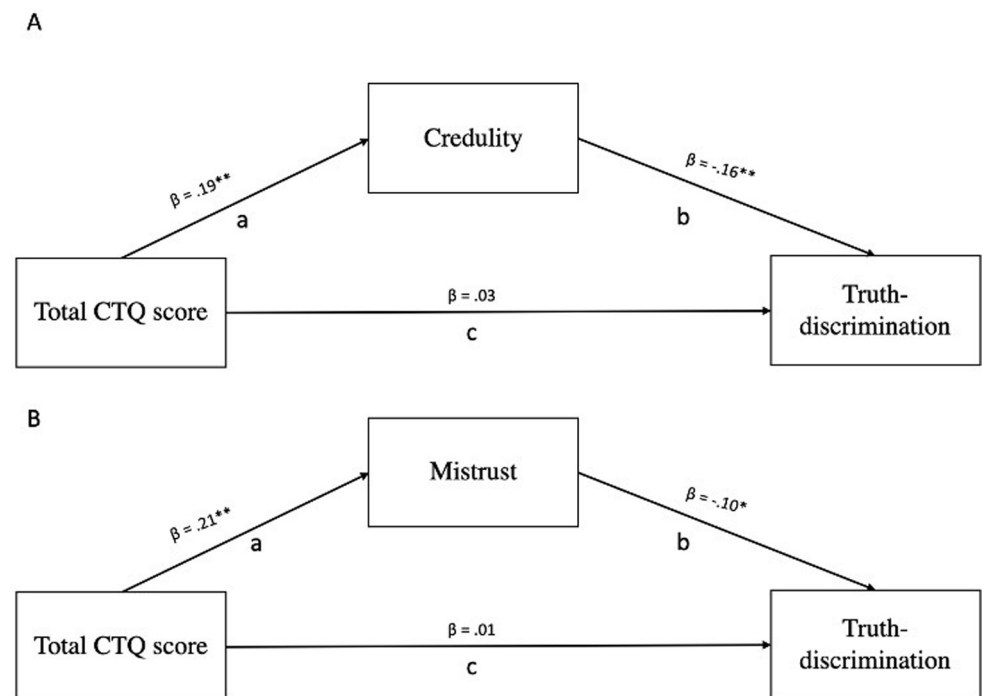 A
Credulity
β = .19**
β = -.16**
a
b
Total CTQ score
β = .03
c
Truth-
discrimination
B
Mistrust
β = .21**
β = -.10*
a
b
Total CTQ score
β = .01
c
Truth-
discrimination